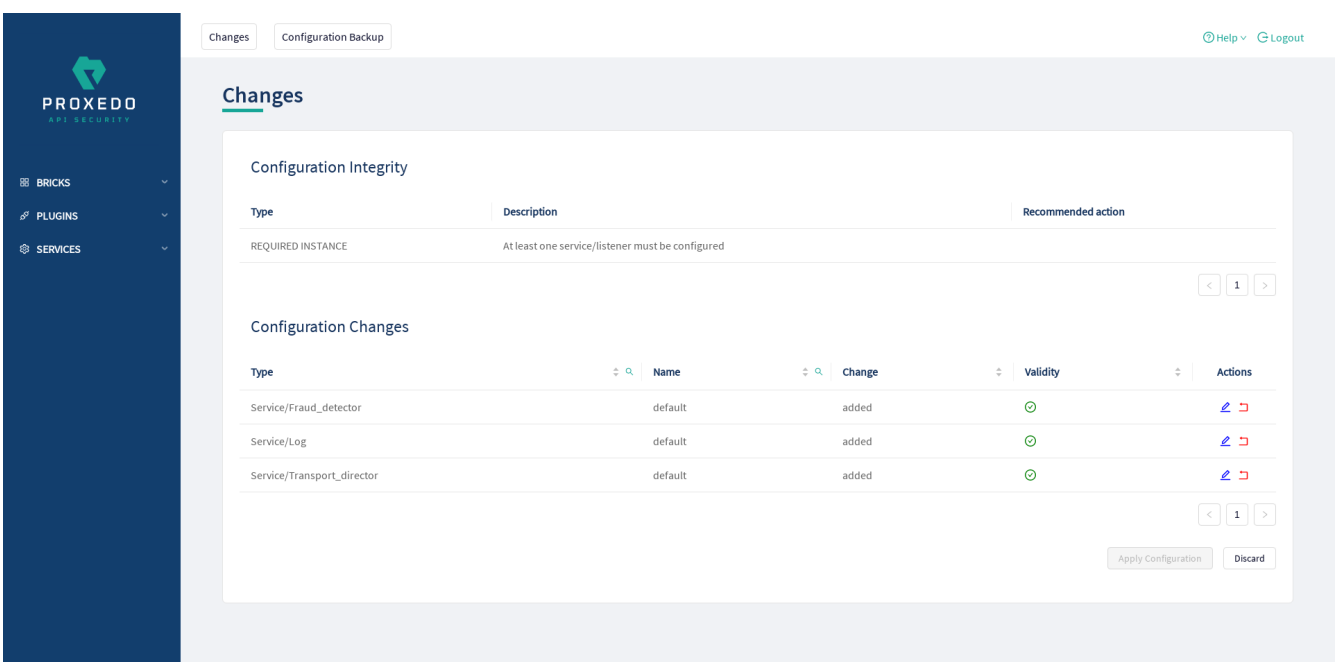 Changes Configuration Backup Help Logout
PROXEDO
API SECURITY
BRICKS
PLUGINS
SERVICES
Changes
Configuration Integrity
Type Description Recommended action
REQUIRED INSTANCE At least one service/listener must be configured
< 1 >
Configuration Changes
Type Name Change Validity Actions
Service/Fraud_detector default added
Service/Log default added
Service/Transport_director default added
< 1 >
Apply Configuration Discard